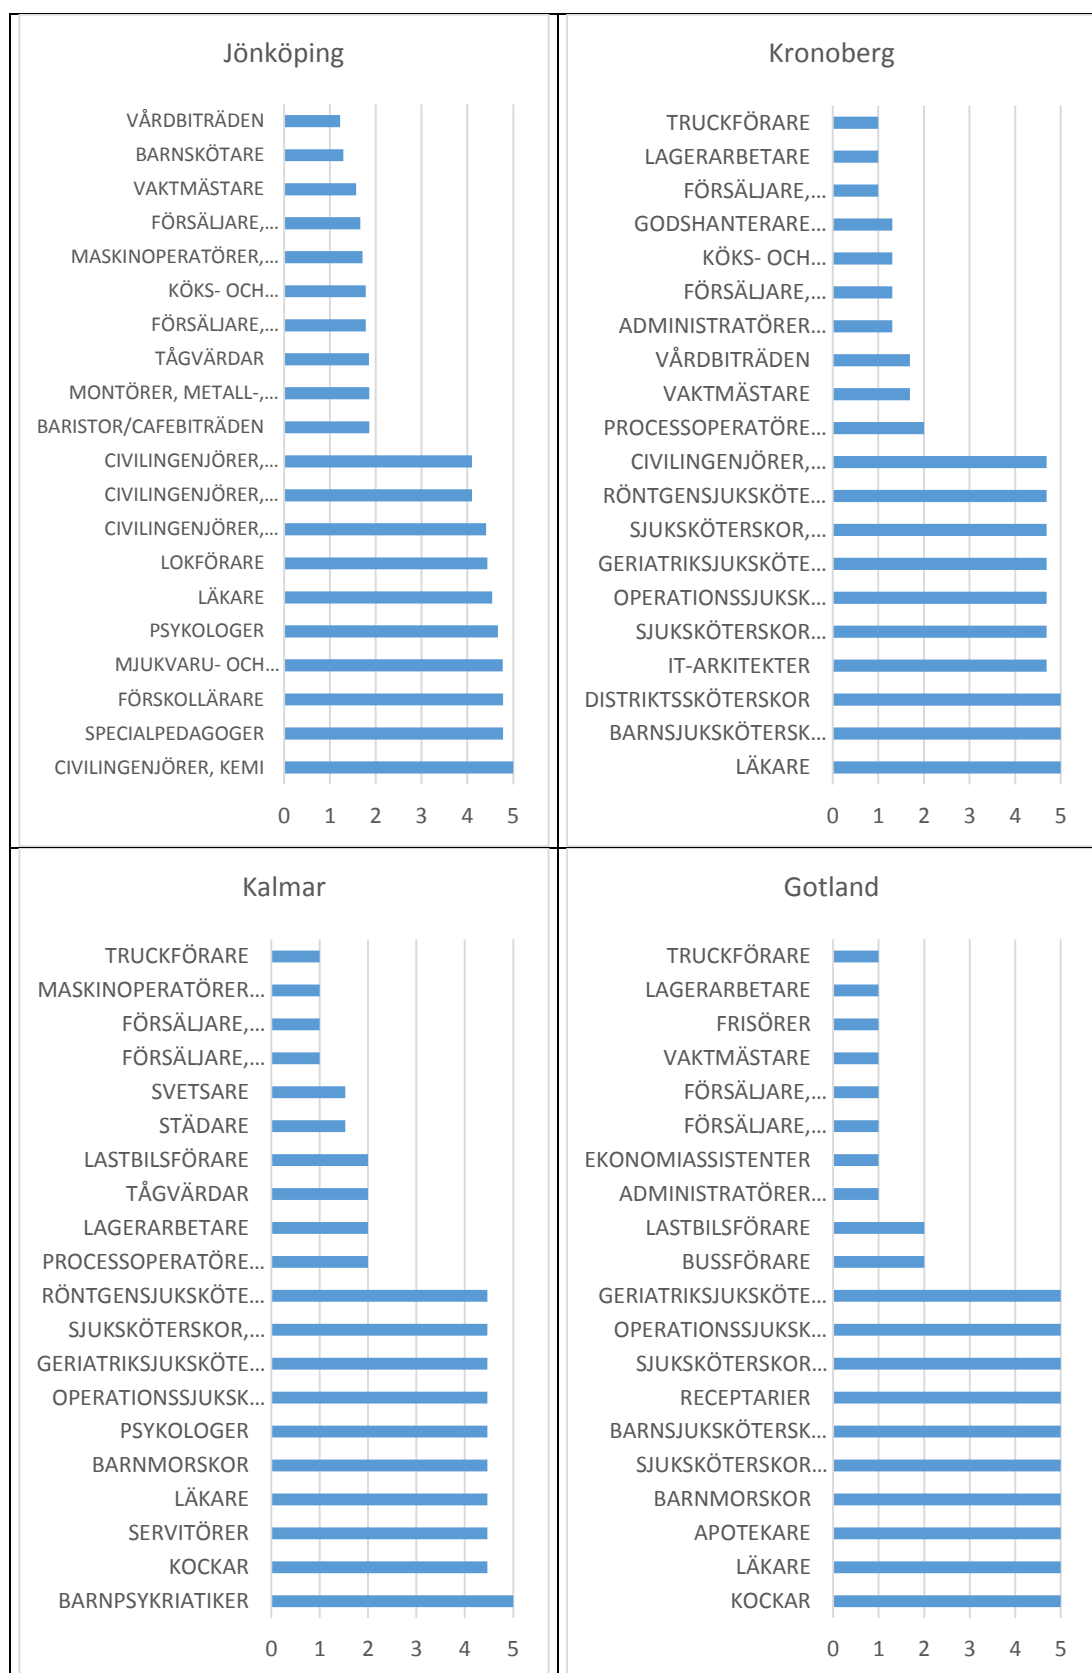 Jönköping
VÅRDBITRÄDEN
BARNSKÖTARE
VAKTMÄSTARE
FÖRSÄLJARE,...
MASKINOPERATÖRER,...
KÖKS- OCH...
FÖRSÄLJARE,...
TÅGVÄRDAR
MONTÖRER, METALL-,...
BARISTOR/CAFEBITRÄDEN
CIVILINGENJÖRER,...
CIVILINGENJÖRER,...
CIVILINGENJÖRER,...
LOKFÖRARE
LÄKARE
PSYKOLOGER
MJUKVARU- OCH...
FÖRSKOLLÄRARE
SPECIALPEDAGOGER
CIVILINGENJÖRER, KEMI
0 1 2 3 4 5
Kronoberg
TRUCKFÖRARE
LAGERARBETARE
FÖRSÄLJARE,...
GODSHANTERARE...
KÖKS- OCH...
FÖRSÄLJARE,...
ADMINISTRATÖRER...
VÅRDBITRÄDEN
VAKTMÄSTARE
PROCESSOPERATÖRE...
CIVILINGENJÖRER,...
RÖNTGENSJUKSKÖTE...
SJUKSKÖTERSKOR,...
GERIATRIKSJUKSKÖTE...
OPERATIONSSJUKSK...
SJUKSKÖTERSKOR...
IT-ARKITEKTER
DISTRIKTSSKÖTERSKOR
BARNSJUKSKÖTERSK...
LÄKARE
0 1 2 3 4 5
Kalmar
TRUCKFÖRARE
MASKINOPERATÖRER...
FÖRSÄLJARE,...
FÖRSÄLJARE,...
SVETSARE
STÄDARE
LASTBILSFÖRARE
TÅGVÄRDAR
LAGERARBETARE
PROCESSOPERATÖRE...
RÖNTGENSJUKSKÖTE...
SJUKSKÖTERSKOR,...
GERIATRIKSJUKSKÖTE...
OPERATIONSSJUKSK...
PSYKOLOGER
BARNMORSKOR
LÄKARE
SERVITÖRER
KOCKAR
BARNPSYKRIATIKER
0 1 2 3 4 5
Gotland
TRUCKFÖRARE
LAGERARBETARE
FRISÖRER
VAKTMÄSTARE
FÖRSÄLJARE,...
FÖRSÄLJARE,...
EKONOMIASSISTENTER
ADMINISTRATÖRER...
LASTBILSFÖRARE
BUSSFÖRARE
GERIATRIKSJUKSKÖTE...
OPERATIONSSJUKSK...
SJUKSKÖTERSKOR...
RECEPTARIER
BARNSJUKSKÖTERSK...
SJUKSKÖTERSKOR...
BARNMORSKOR
APOTEKARE
LÄKARE
KOCKAR
0 1 2 3 4 5